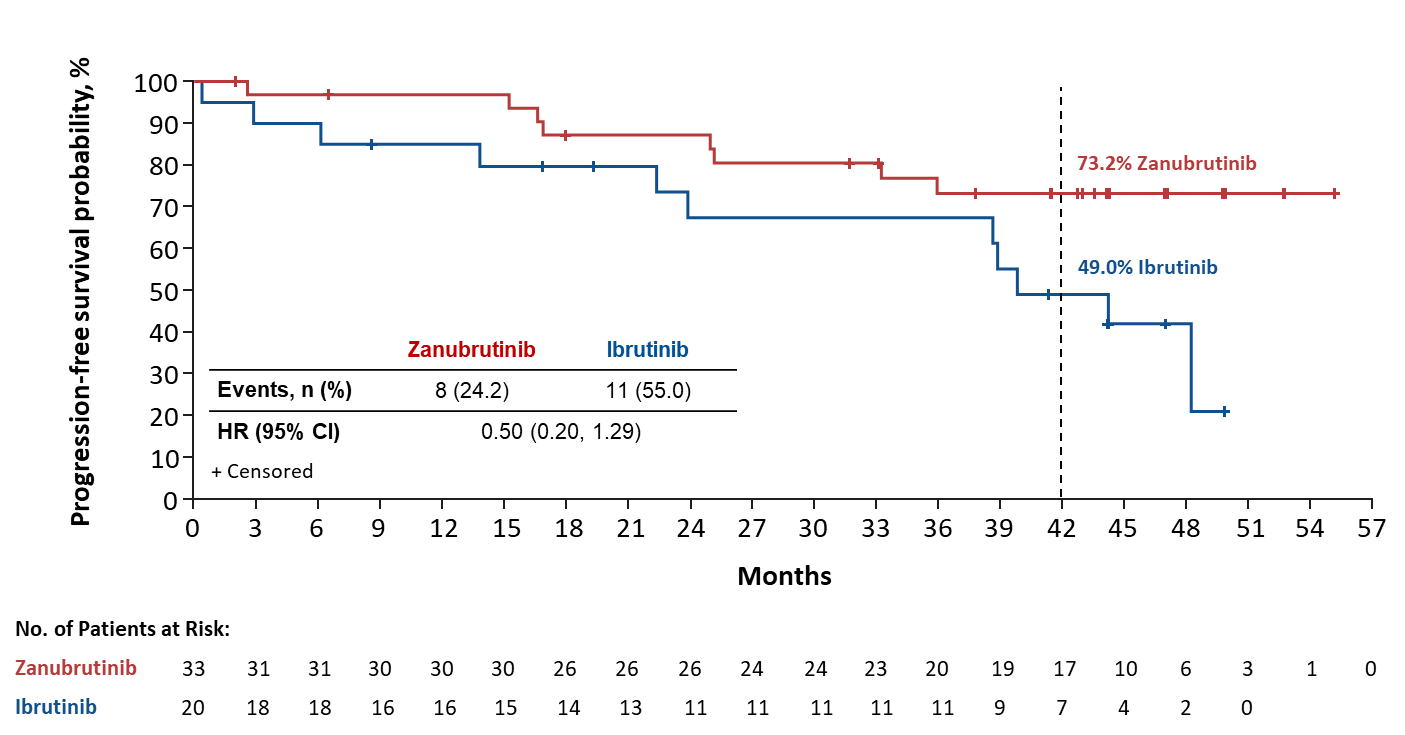 Progression-free survival probability, %
100
90
80
70
60
50
40
30
20
10
0
73.2% Zanubrutinib
49.0% Ibrutinib
Zanubrutinib Ibrutinib
Events, n (%) 8 (24.2) 11 (55.0)
HR (95% CI) 0.50 (0.20, 1.29)
+ Censored
0 3 6 9 12 15 18 21 24 27 30 33 36 39 42 45 48 51 54 57
Months
No. of Patients at Risk:
Zanubrutinib 33 31 31 30 30 30 26 26 26 24 24 23 20 19 17 10 6 3 1 0
Ibrutinib 20 18 18 16 16 15 14 13 11 11 11 11 11 9 7 4 2 0